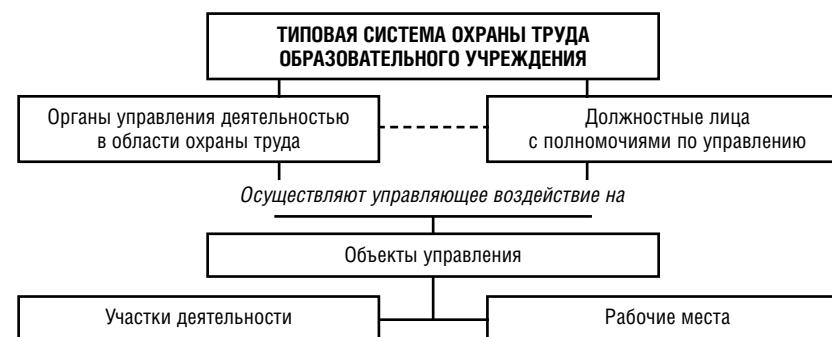 ТИПОВАЯ СИСТЕМА ОХРАНЫ ТРУДА
ОБРАЗОВАТЕЛЬНОГО УЧРЕЖДЕНИЯ
Органы управления деятельностью
в области охраны труда
Должностные лица
с полномочиями по управлению
Осуществляют управляющее воздействие на
Объекты управления
Участки деятельности
Рабочие места